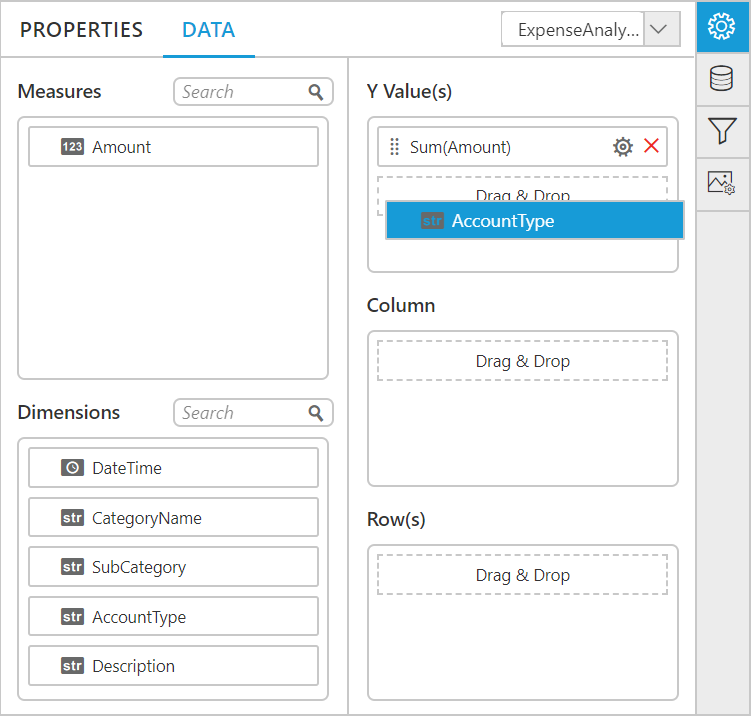 PROPERTIES
DATA
ExpenseAnaly...
Measures
Search
123 Amount
Dimensions
Search
DateTime
str CategoryName
str SubCategory
str AccountType
str Description
Y Value(s)
Sum(Amount)
Drag & Drop
str AccountType
Column
Drag & Drop
Row(s)
Drag & Drop